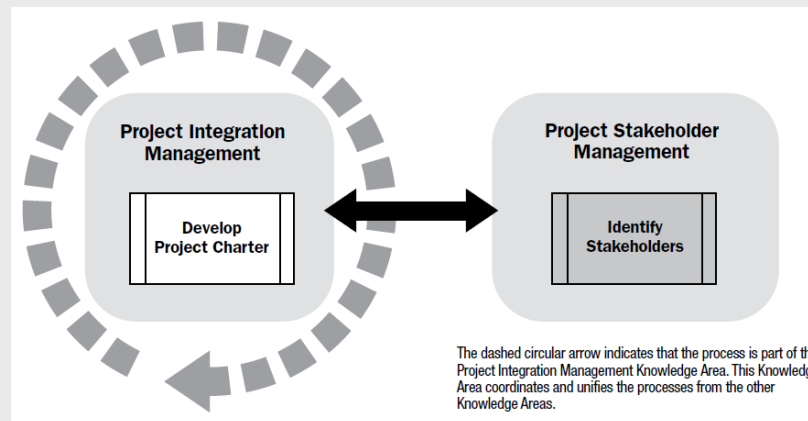 Project Integration
Management
Develop
Project Charter
Project Stakeholder
Management
Identify
Stakeholders
The dashed circular arrow indicates that the process is part of
Project Integration Management Knowledge Area. This
Area coordinates and unifies the processes from the other
Knowledge Areas.